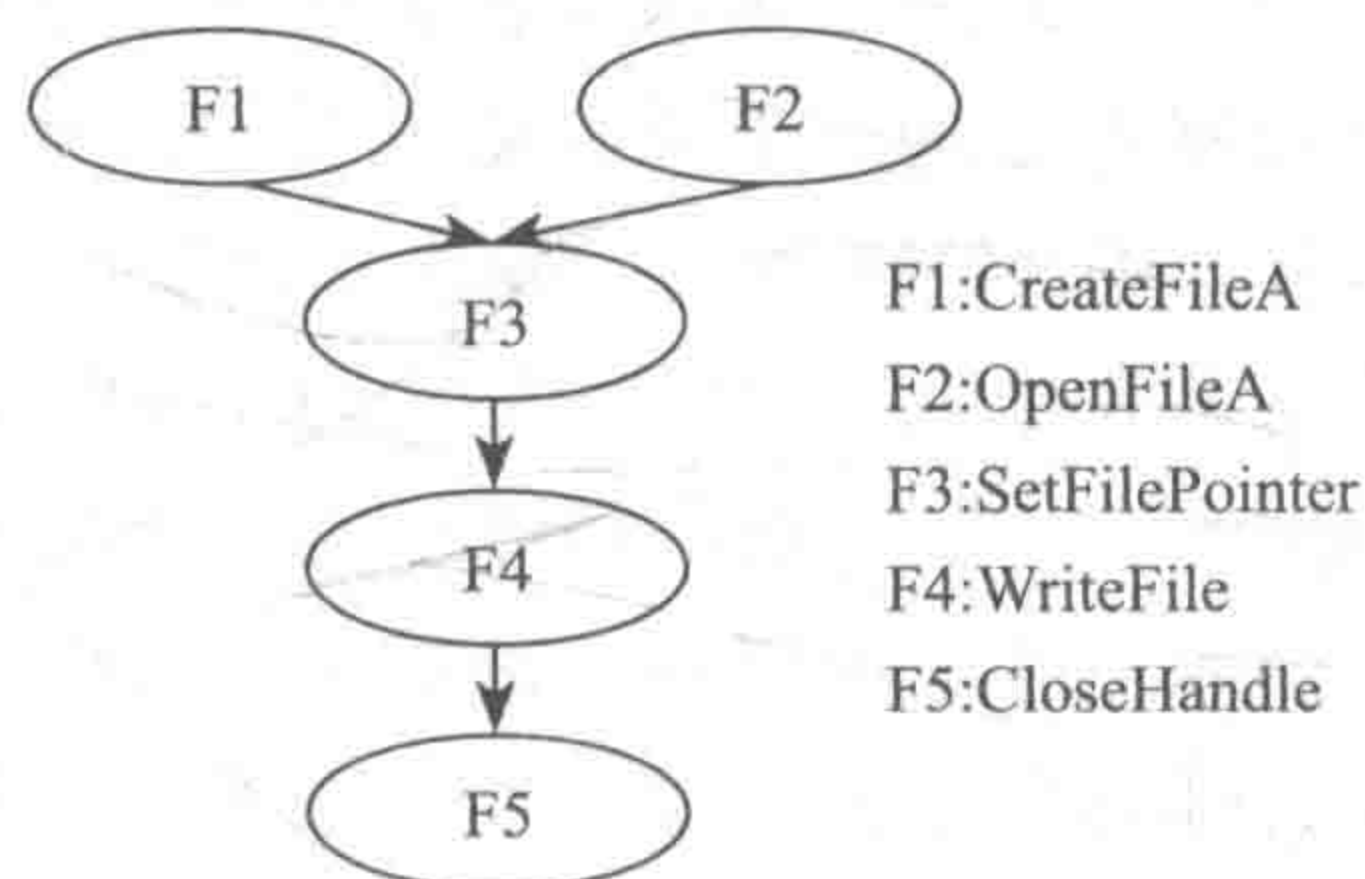 F1
F2
F3
F4
F5
F1:CreateFileA
F2:OpenFileA
F3:SetFilePointer
F4:WriteFile
F5:CloseHandle